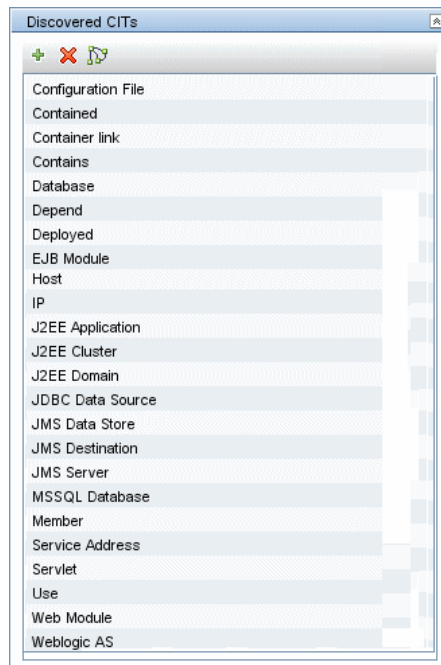 Discovered CITs
Configuration File
Contained
Container link
Contains
Database
Depend
Deployed
EJB Module
Host
IP
J2EE Application
J2EE Cluster
J2EE Domain
JDBC Data Source
JMS Data Store
JMS Destination
JMS Server
MSSQL Database
Member
Service Address
Servlet
Use
Web Module
Weblogic AS